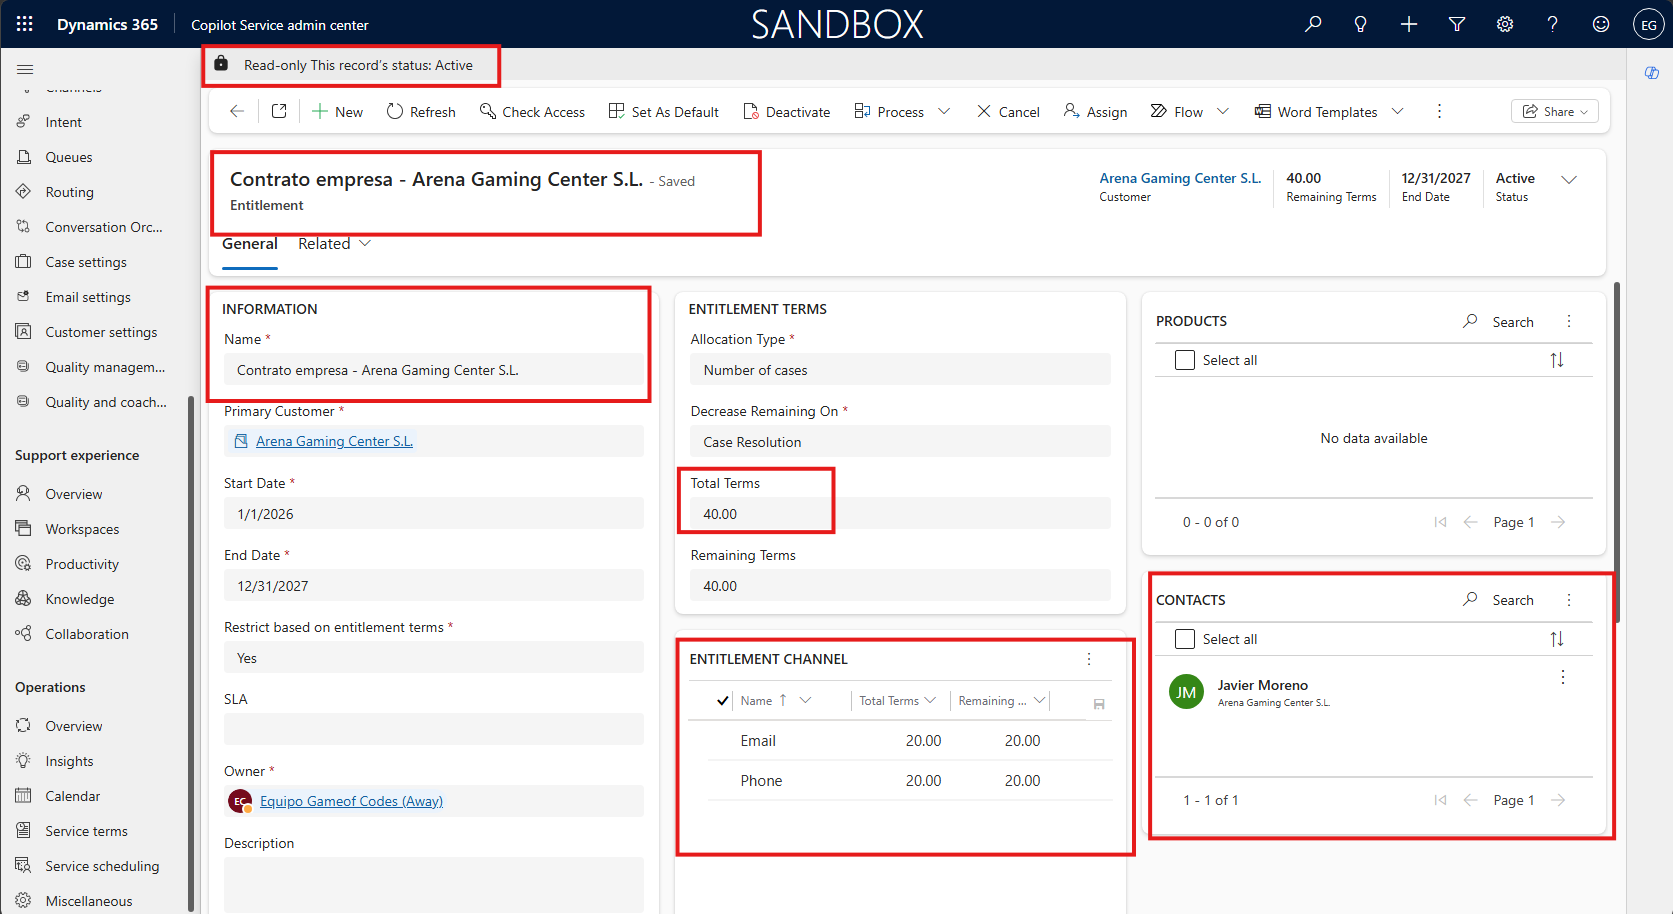 Dynamics 365
Copilot Service admin center
SANDBOX
EG
Read-only This record's status: Active
New
Refresh
Check Access
Set As Default
Deactivate
Process
Cancel
Assign
Flow
Word Templates
Share
Channels
Intent
Queues
Routing
Conversation Orc...
Case settings
Email settings
Customer settings
Quality managem...
Quality and coach...
Support experience
Overview
Workspaces
Productivity
Knowledge
Collaboration
Operations
Overview
Insights
Calendar
Service terms
Service scheduling
Miscellaneous
Contrato empresa - Arena Gaming Center S.L. - Saved
Entitlement
Arena Gaming Center S.L.
Customer
40.00
Remaining Terms
12/31/2027
End Date
Active
Status
General
Related
INFORMATION
Name *
Contrato empresa - Arena Gaming Center S.L.
Primary Customer *
Arena Gaming Center S.L.
Start Date *
1/1/2026
End Date *
12/31/2027
Restrict based on entitlement terms *
Yes
SLA
Owner *
EC
Equipo Gameof Codes (Away)
Description
ENTITLEMENT TERMS
Allocation Type *
Number of cases
Decrease Remaining On *
Case Resolution
Total Terms
40.00
Remaining Terms
40.00
ENTITLEMENT CHANNEL
Name Total Terms Remaining ...
Email 20.00 20.00
Phone 20.00 20.00
PRODUCTS
Search
Select all
No data available
0 - 0 of 0
Page 1
CONTACTS
Search
Select all
JM
Javier Moreno
Arena Gaming Center S.L.
1 - 1 of 1
Page 1